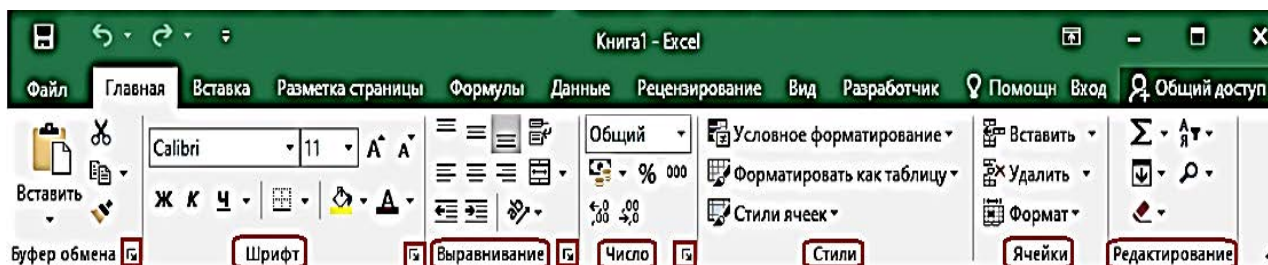 Книга1 - Excel
Файл Главная Вставка Разметка страницы Формулы Данные Рецензирование Вид Разработчик Помощн Вход Общий доступ
Вставить
Calibri 11 А А
Ж К Ч А
Общий
% 000
,00 ,00
Условное форматирование
Форматировать как таблицу
Стили ячеек
Вставить
Удалить
Формат
Σ А Я
Буфер обмена Шрифт Выравнивание Число Стили Ячейки Редактирование